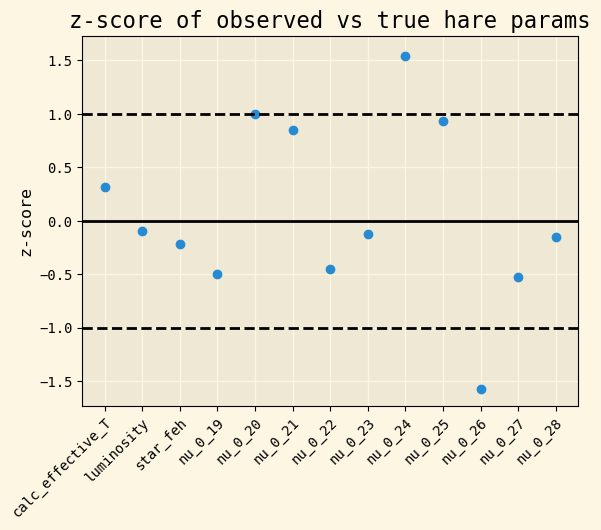 z-score of observed vs true hare params
z-score
1.5
1.0
0.5
0.0
−0.5
−1.0
−1.5
calc_effective_T
luminosity
star_feh
nu_0_19
nu_0_20
nu_0_21
nu_0_22
nu_0_23
nu_0_24
nu_0_25
nu_0_26
nu_0_27
nu_0_28